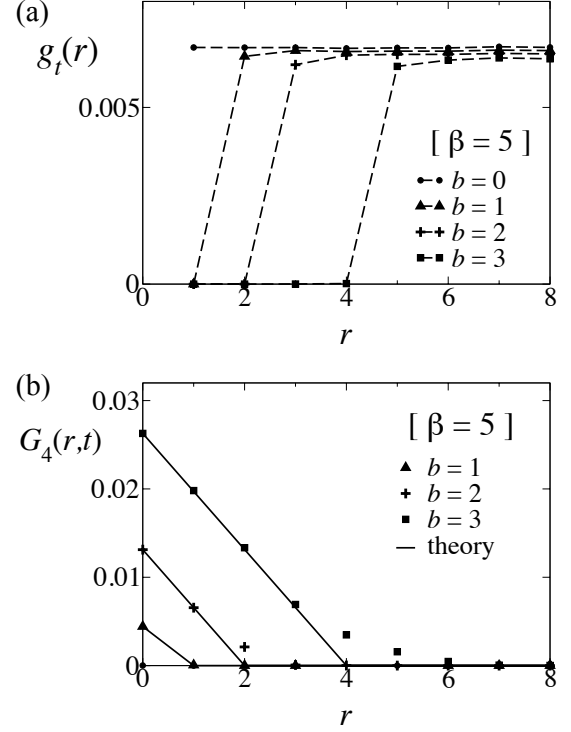 (a)
g_t(r)
0.005
0
[ β = 5 ]
b = 0
b = 1
b = 2
b = 3
0 2 4 6 8
r
(b)
0.03
G_4(r,t)
0.02
0.01
0
[ β = 5 ]
b = 1
b = 2
b = 3
theory
0 2 4 6 8
r